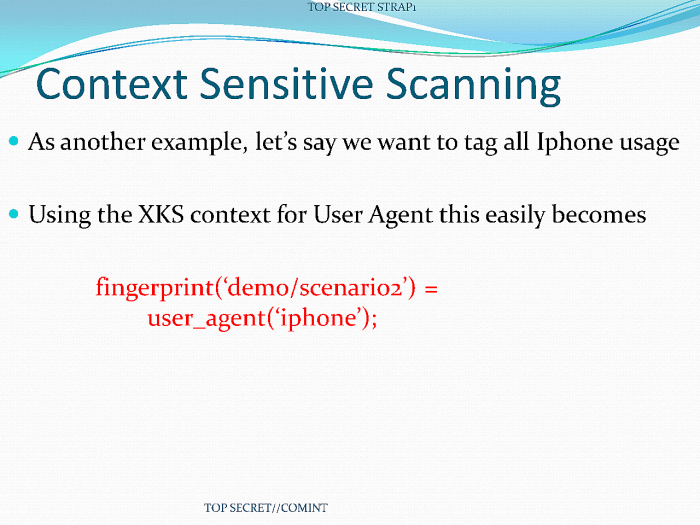 TOP SECRET STRAP1
Context Sensitive Scanning
• As another example, let’s say we want to tag all Iphone usage
• Using the XKS context for User Agent this easily becomes
fingerprint(‘demo/scenario2’) =
user_agent(‘iphone’);
TOP SECRET//COMINT